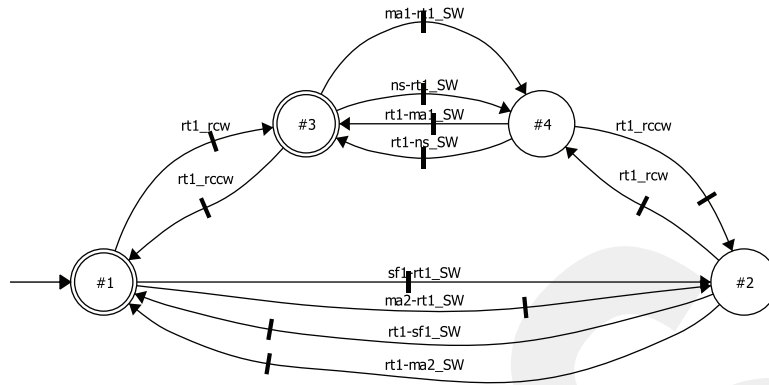 ma1-rt1_SW
ns-rt1_SW
rt1-ma1_SW
rt1-ns_SW
rt1_rcw
rt1_rccw
#3
#4
rt1_rccw
rt1_rcw
#1
#2
sf1-rt1_SW
ma2-rt1_SW
rt1-sf1_SW
rt1-ma2_SW